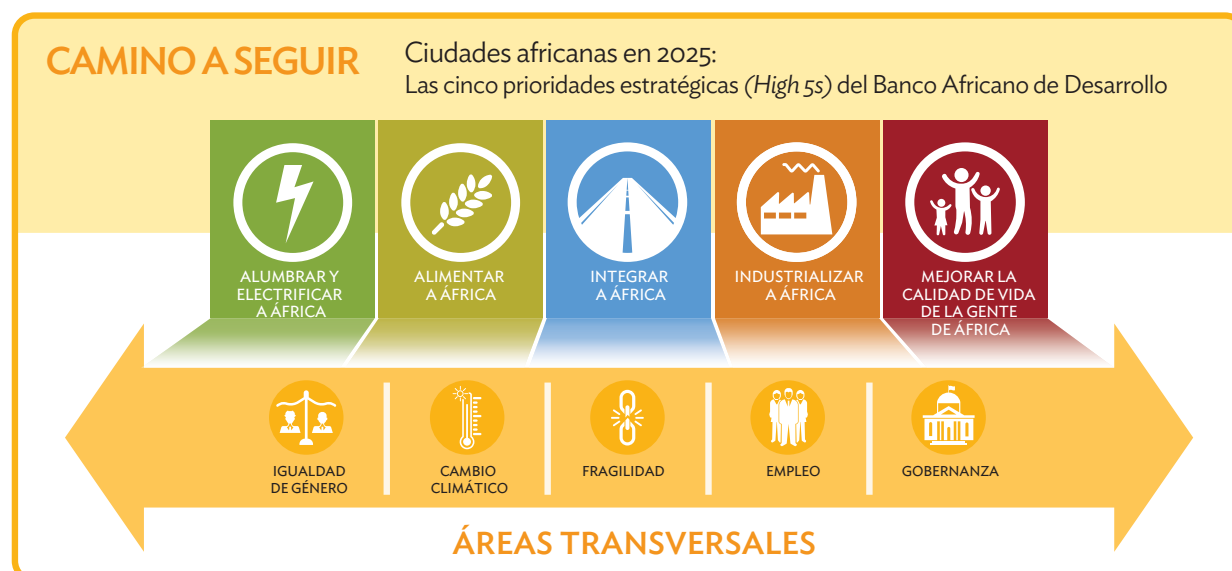 CAMINO A SEGUIR
Ciudades africanas en 2025:
Las cinco prioridades estratégicas (High 5s) del Banco Africano de Desarrollo
ALUMBRAR Y
ELECTRIFICAR
A ÁFRICA
ALIMENTAR
A ÁFRICA
INTEGRAR
A ÁFRICA
INDUSTRIALIZAR
A ÁFRICA
MEJORAR LA
CALIDAD DE VIDA
DE LA GENTE
DE ÁFRICA
IGUALDAD
DE GÉNERO
CAMBIO
CLIMÁTICO
FRAGILIDAD
EMPLEO
GOBERNANZA
ÁREAS TRANSVERSALES